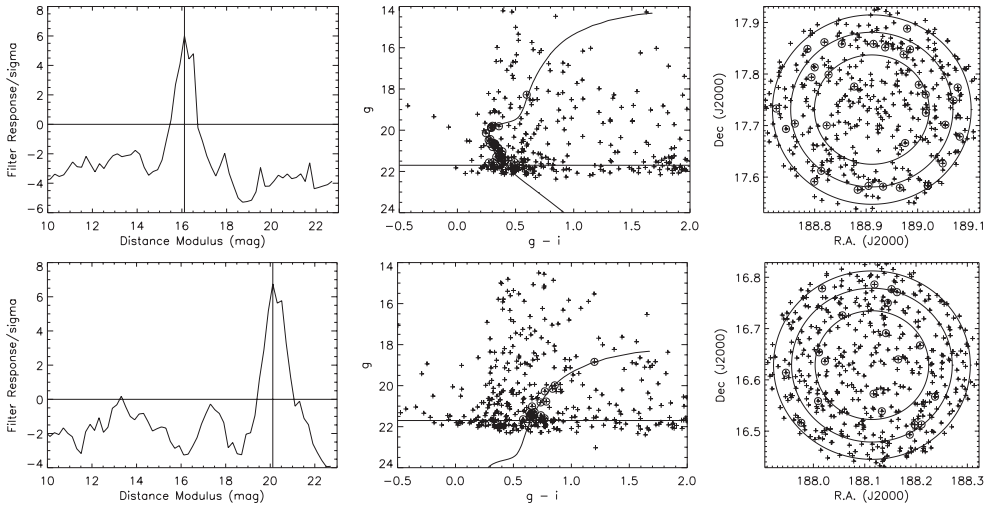 8
6
4
2
0
−2
−4
−6
10 12 14 16 18 20 22
Distance Modulus (mag)
Filter Response/sigma
14
16
18
20
22
24
−0.5 0.0 0.5 1.0 1.5 2.0
g − i
g
17.9
17.8
17.7
17.6
188.8 188.9 189.0 189.1
R.A. (J2000)
Dec (J2000)
8
6
4
2
0
−2
−4
10 12 14 16 18 20 22
Distance Modulus (mag)
Filter Response/sigma
14
16
18
20
22
24
−0.5 0.0 0.5 1.0 1.5 2.0
g − i
g
16.8
16.7
16.6
16.5
188.0 188.1 188.2 188.3
R.A. (J2000)
Dec (J2000)